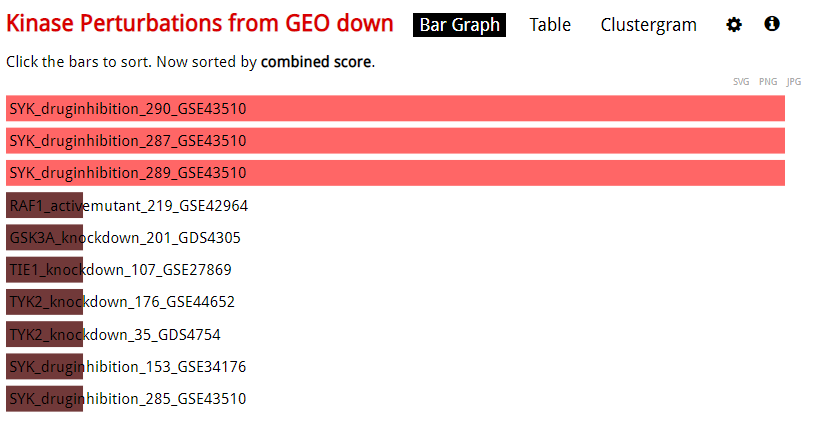 Kinase Perturbations from GEO down Bar Graph Table Clustergram
Click the bars to sort. Now sorted by combined score.
SVG PNG JPG
SYK_druginhibition_290_GSE43510
SYK_druginhibition_287_GSE43510
SYK_druginhibition_289_GSE43510
RAF1_activemutant_219_GSE42964
GSK3A_knockdown_201_GDS4305
TIE1_knockdown_107_GSE27869
TYK2_knockdown_176_GSE44652
TYK2_knockdown_35_GDS4754
SYK_druginhibition_153_GSE34176
SYK_druginhibition_285_GSE43510